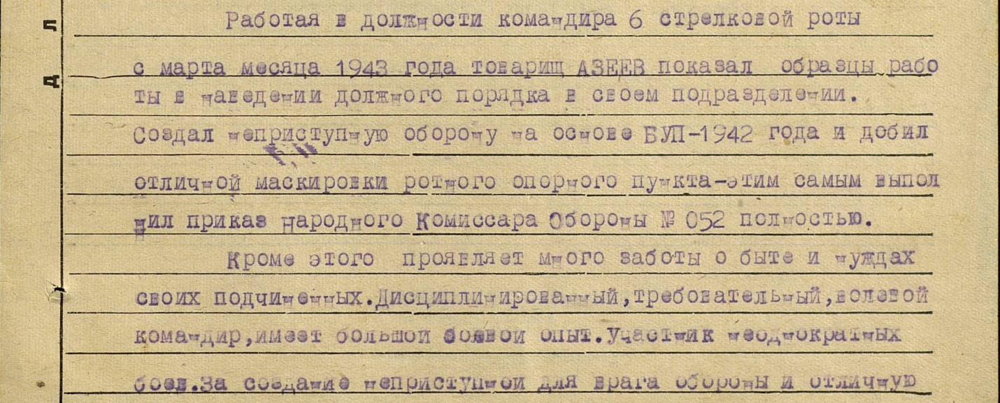 Работая в должности командира 6 стрелковой роты
с марта месяца 1943 года товарищ АЗЕЕВ показал образцы рабо
ты в наведении должного порядка в своем подразделении.
Создал неприступную оборону на основе БУП-1942 года и добил
отличной маскировки ротного опорного пункта-этим самым выпол
нил приказ Народного Комиссара Обороны № 052 полностью.
Кроме этого проявляет много заботы о быте и нуждах
своих подчиненных.Дисциплинированный,требовательный,волевой
командир,имеет большой боевой опыт.Участник неоднократных
боев.За создание неприступной для врага обороны и отличную